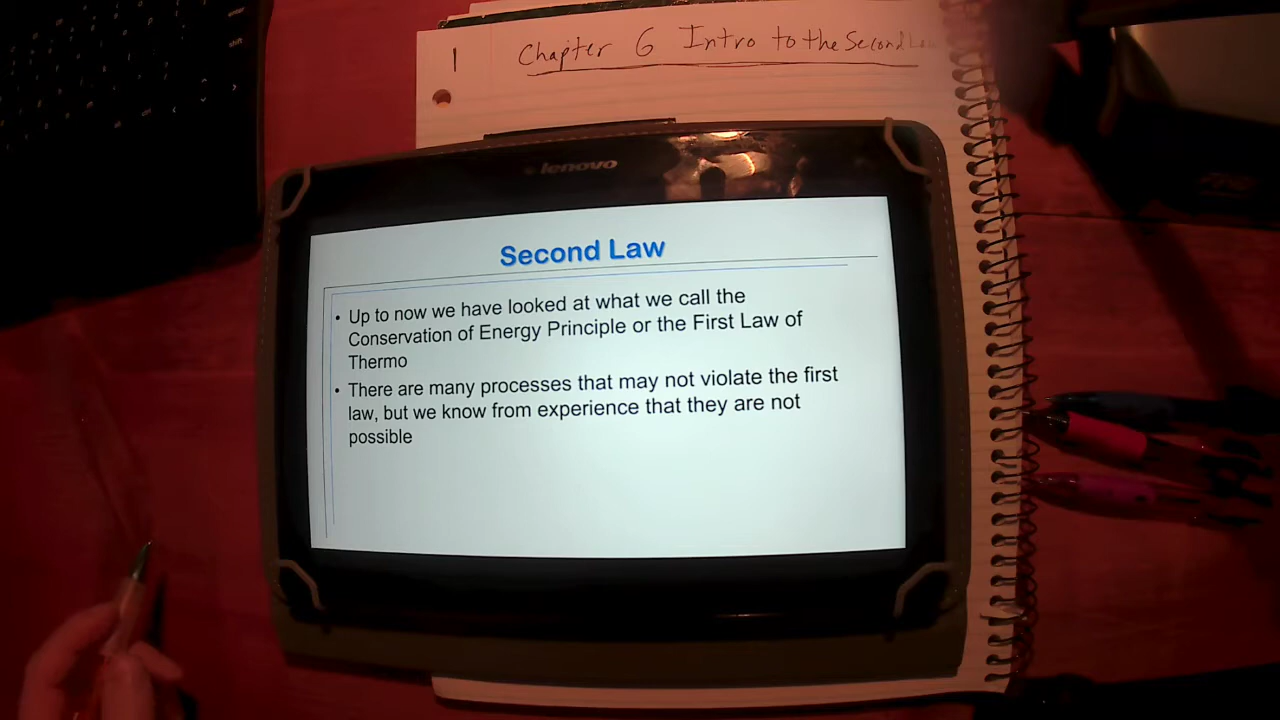 1 Chapter 6 Intro to the Second Law
lenovo
Second Law
• Up to now we have looked at what we call the
Conservation of Energy Principle or the First Law of
Thermo
• There are many processes that may not violate the first
law, but we know from experience that they are not
possible
shift